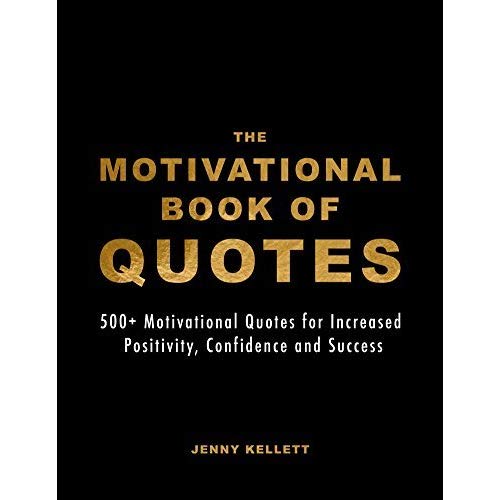 THE
MOTIVATIONAL
BOOK OF
QUOTES
500+ Motivational Quotes for Increased
Positivity, Confidence and Success
JENNY KELLETT